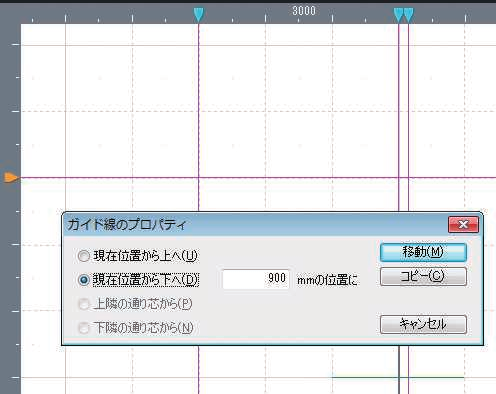 3000
ガイド線のプロパティ
現在位置から上へ(U)
現在位置から下へ(D)
900 mmの位置に
上隣の通り芯から(P)
下隣の通り芯から(N)
移動(M)
コピー(C)
キャンセル